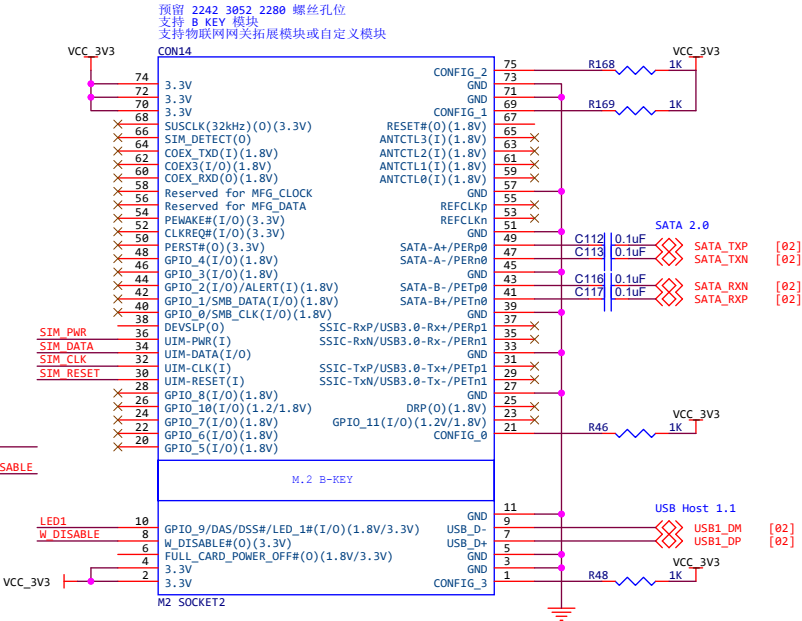 预留 2242 3052 2280 螺丝孔位
支持 B KEY 模块
支持物联网网关拓展模块或自定义模块
CON14
VCC_3V3
VCC_3V3
75 CONFIG_2 R168 1K
74 3.3V
73 GND
72 3.3V
71 GND
70 3.3V
69 CONFIG_1 R169 1K
68 SUSCLK(32kHz)(O)(3.3V)
67 RESET#(O)(1.8V)
66 SIM_DETECT(O)
65 ANTCTL3(I)(1.8V)
64 COEX_TXD(I)(1.8V)
63 ANTCTL2(I)(1.8V)
62 COEX3(I/O)(1.8V)
61 ANTCTL1(I)(1.8V)
60 COEX_RXD(O)(1.8V)
59 ANTCTL0(I)(1.8V)
58 Reserved for MFG_CLOCK
57 GND
56 Reserved for MFG_DATA
55 REFCLKp
54 PEWAKE#(I/O)(3.3V)
53 REFCLKn
52 CLKREQ#(I/O)(3.3V)
51 GND
SATA 2.0
50 PERST#(O)(3.3V)
49 SATA-A+/PERp0 C112 0.1uF SATA_TXP [02]
48 GPIO_4(I/O)(1.8V)
47 SATA-A-/PERn0 C113 0.1uF SATA_TXN [02]
46 GPIO_3(I/O)(1.8V)
45 GND
44 GPIO_2(I/O)/ALERT(I)(1.8V)
43 SATA-B-/PETp0 C116 0.1uF SATA_RXN [02]
42 GPIO_1/SMB_DATA(I/O)(1.8V)
41 SATA-B+/PETn0 C117 0.1uF SATA_RXP [02]
40 GPIO_0/SMB_CLK(I/O)(1.8V)
39 GND
38 DEVSLP(O)
37 SSIC-RxP/USB3.0-Rx+/PERp1
SIM_PWR 36 UIM-PWR(I)
35 SSIC-RxN/USB3.0-Rx-/PERn1
SIM_DATA 34 UIM-DATA(I/O)
33 GND
SIM_CLK 32 UIM-CLK(I)
31 SSIC-TxP/USB3.0-Tx+/PETp1
SIM_RESET 30 UIM-RESET(I)
29 SSIC-TxN/USB3.0-Tx-/PETn1
28 GPIO_8(I/O)(1.8V)
27 GND
26 GPIO_10(I/O)(1.2/1.8V)
25 DRP(O)(1.8V)
24 GPIO_7(I/O)(1.8V)
23 GPIO_11(I/O)(1.2V/1.8V)
VCC_3V3
22 GPIO_6(I/O)(1.8V)
21 CONFIG_0 R46 1K
20 GPIO_5(I/O)(1.8V)
SABLE
M.2 B-KEY
USB Host 1.1
11 GND
LED1 10 GPIO_9/DAS/DSS#/LED_1#(I/O)(1.8V/3.3V)
9 USB_D- USB1_DM [02]
W_DISABLE 8 W_DISABLE#(O)(3.3V)
7 USB_D+ USB1_DP [02]
6 FULL_CARD_POWER_OFF#(O)(1.8V/3.3V)
5 GND
VCC_3V3
4 3.3V
3 GND
VCC_3V3 2 3.3V
1 CONFIG_3 R48 1K
M2 SOCKET2